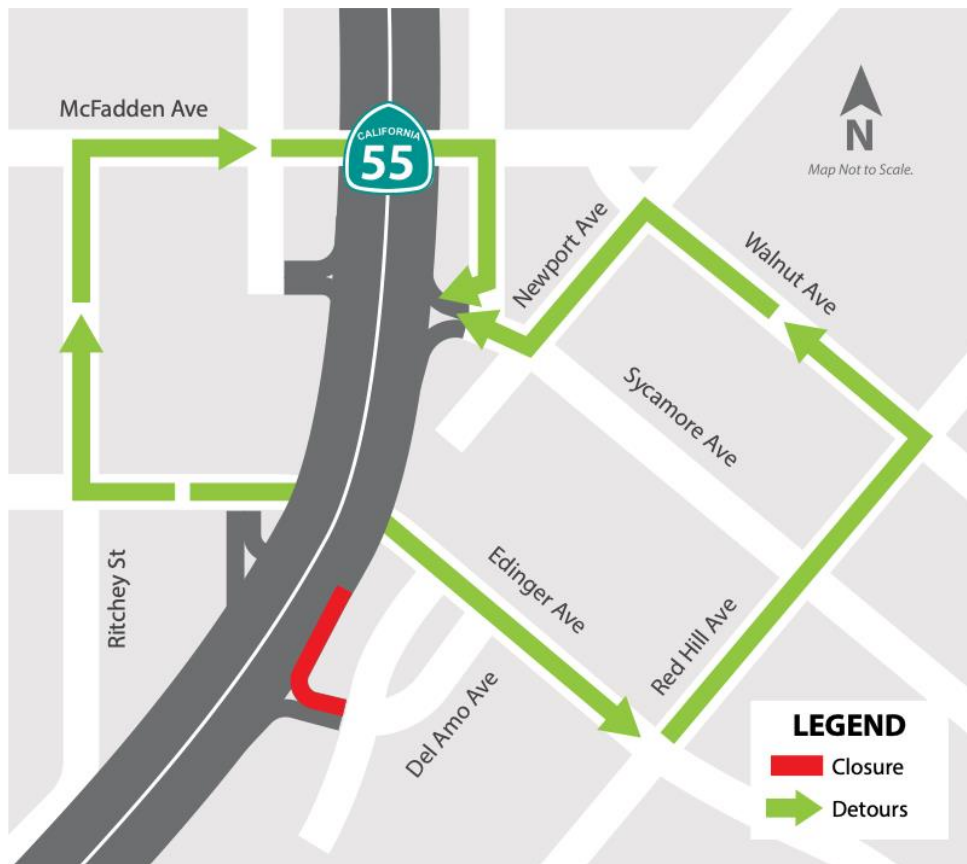 McFadden Ave
CALIFORNIA
55
N
Map Not to Scale.
Newport Ave
Walnut Ave
Sycamore Ave
Edinger Ave
Ritchey St
Red Hill Ave
Del Amo Ave
LEGEND
Closure
Detours